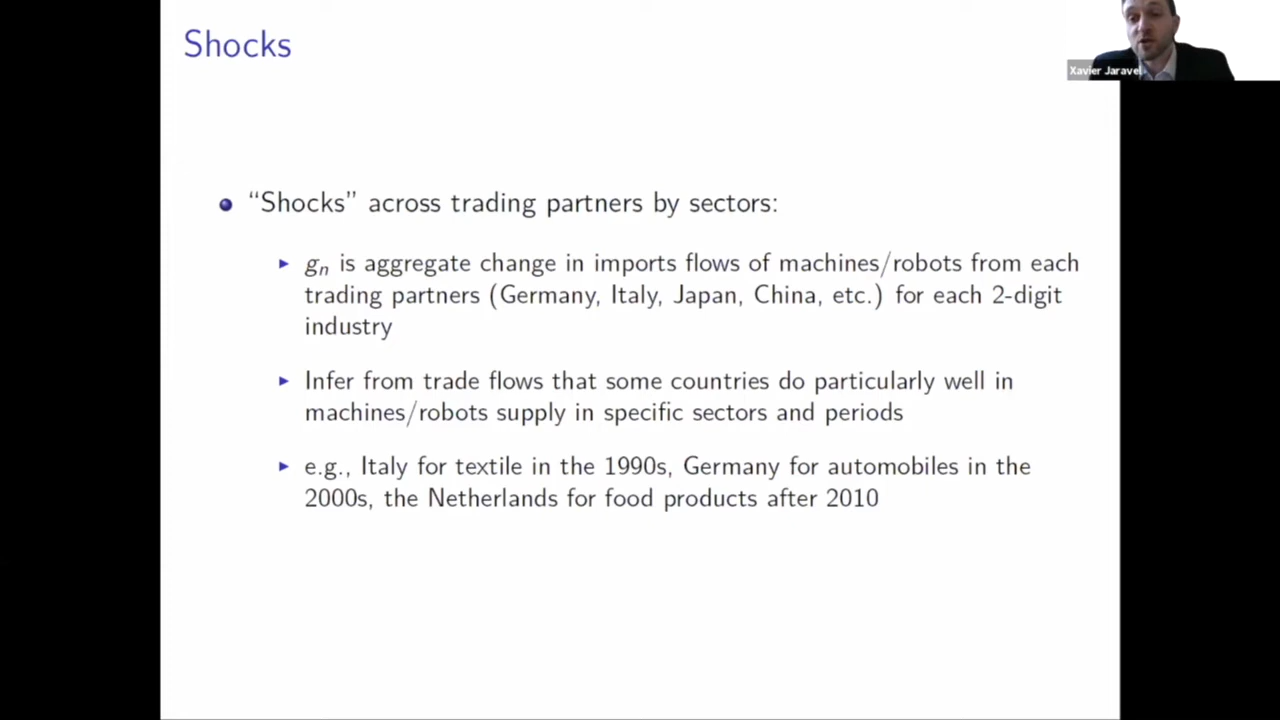 Shocks
Xavier Jaravel
“Shocks” across trading partners by sectors:
gn is aggregate change in imports flows of machines/robots from each
trading partners (Germany, Italy, Japan, China, etc.) for each 2-digit
industry
Infer from trade flows that some countries do particularly well in
machines/robots supply in specific sectors and periods
e.g., Italy for textile in the 1990s, Germany for automobiles in the
2000s, the Netherlands for food products after 2010